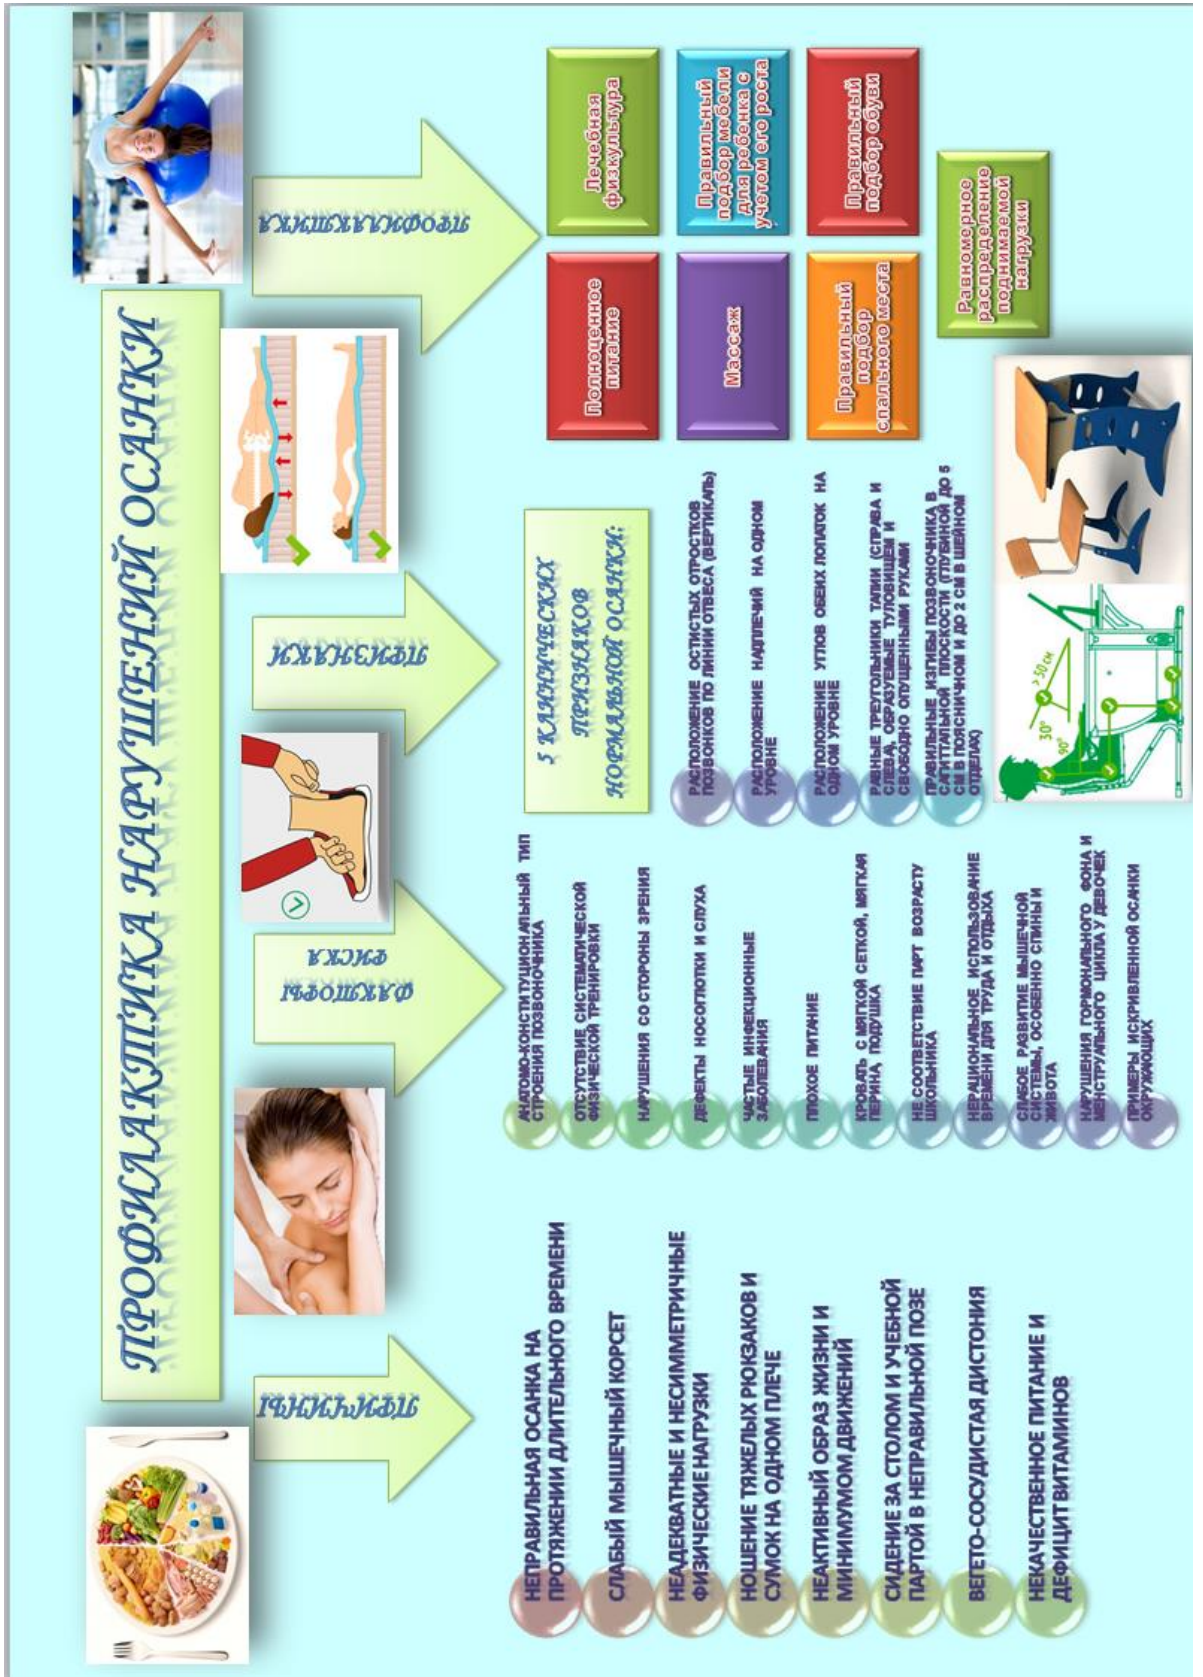 ПРОФИЛАКТИКА НАРУШЕНИЙ ОСАНКИ
ПРИЧИНЫ
НЕПРАВИЛЬНАЯ ОСАНКА НА
ПРОТЯЖЕНИИ ДЛИТЕЛЬНОГО ВРЕМЕНИ
СЛАБЫЙ МЫШЕЧНЫЙ КОРСЕТ
НЕАДЕКВАТНЫЕ И НЕСИММЕТРИЧНЫЕ
ФИЗИЧЕСКИЕ НАГРУЗКИ
НОШЕНИЕ ТЯЖЕЛЫХ РЮКЗАКОВ И
СУМОК НА ОДНОМ ПЛЕЧЕ
НЕАКТИВНЫЙ ОБРАЗ ЖИЗНИ И
МИНИМУМОМ ДВИЖЕНИЙ
СИДЕНИЕ ЗА СТОЛОМ И УЧЕБНОЙ
ПАРТОЙ В НЕПРАВИЛЬНОЙ ПОЗЕ
ВЕГЕТО-СОСУДИСТАЯ ДИСТОНИЯ
НЕКАЧЕСТВЕННОЕ ПИТАНИЕ И
ДЕФИЦИТ ВИТАМИНОВ
ФАКТОРЫ
РИСКА
АНАТОМО-КОНСТИТУЦИОНАЛЬНЫЙ ТИП
СТРОЕНИЯ ПОЗВОНОЧНИКА
ОТСУТСТВИЕ СИСТЕМАТИЧЕСКОЙ
ФИЗИЧЕСКОЙ ТРЕНИРОВКИ
НАРУШЕНИЯ СО СТОРОНЫ ЗРЕНИЯ
ДЕФЕКТЫ НОСОГЛОТКИ И СЛУХА
ЧАСТЫЕ ИНФЕКЦИОННЫЕ
ЗАБОЛЕВАНИЯ
ПЛОХОЕ ПИТАНИЕ
КРОВАТЬ С МЯГКОЙ СЕТКОЙ, МЯГКАЯ
ПЕРИНА, ПОДУШКА
НЕ СООТВЕТСТВИЕ ПАРТ ВОЗРАСТУ
ШКОЛЬНИКА
НЕРАЦИОНАЛЬНОЕ ИСПОЛЬЗОВАНИЕ
ВРЕМЕНИ ДЛЯ ТРУДА И ОТДЫХА
СЛАБОЕ РАЗВИТИЕ МЫШЕЧНОЙ
СИСТЕМЫ, ОСОБЕННО СПИНЫ И
ЖИВОТА
НАРУШЕНИЯ ГОРМОНАЛЬНОГО ФОНА И
МЕНСТРУАЛЬНОГО ЦИКЛА У ДЕВОЧЕК
ПРИМЕРЫ ИСКРИВЛЕННОЙ ОСАНКИ
ОКРУЖАЮЩИХ
ПРИЗНАКИ
5 КЛИНИЧЕСКИХ
ПРИЗНАКОВ
НОРМАЛЬНОЙ ОСАНКИ:
РАСПОЛОЖЕНИЕ ОСТИСТЫХ ОТРОСТКОВ
ПОЗВОНКОВ ПО ЛИНИИ ОТВЕСА (ВЕРТИКАЛЬ)
РАСПОЛОЖЕНИЕ НАДПЛЕЧИЙ НА ОДНОМ
УРОВНЕ
РАСПОЛОЖЕНИЕ УГЛОВ ОБЕИХ ЛОПАТОК НА
ОДНОМ УРОВНЕ
РАВНЫЕ ТРЕУГОЛЬНИКИ ТАЛИИ (СПРАВА И
СЛЕВА), ОБРАЗУЕМЫЕ ТУЛОВИЩЕМ И
СВОБОДНО ОПУЩЕННЫМИ РУКАМИ
ПРАВИЛЬНЫЕ ИЗГИБЫ ПОЗВОНОЧНИКА В
САГИТТАЛЬНОЙ ПЛОСКОСТИ (ГЛУБИНОЙ ДО 5
СМ В ПОЯСНИЧНОМ И ДО 2 СМ В ШЕЙНОМ
ОТДЕЛАХ)
30°
90°
>50см
ПРОФИЛАКТИКА
Полноценное
питание
Лечебная
физкультура
Массаж
Правильный
подбор мебели
для ребенка с
учетом его роста
Правильный
подбор
спального места
Правильный
подбор обуви
Равномерное
распределение
поднимаемой
нагрузки